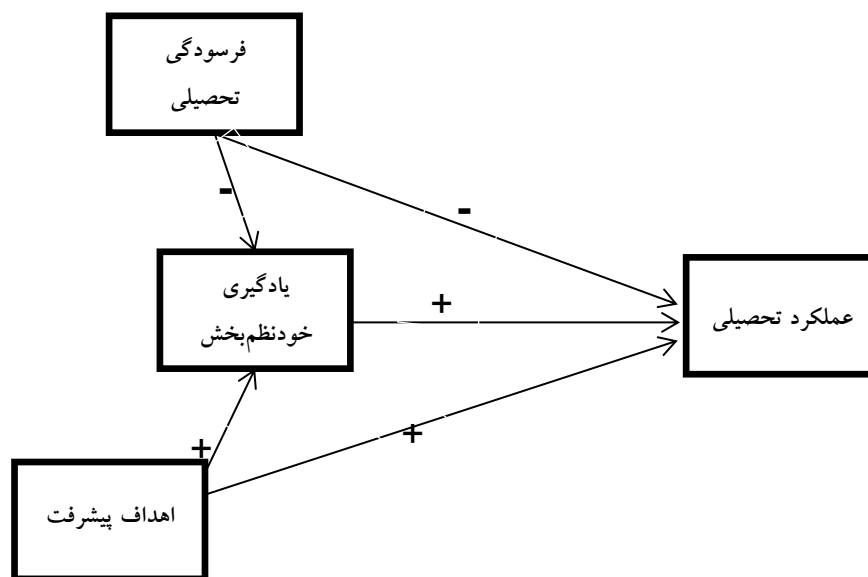 فرسودگی
تحصیلی
-
-
یادگیری
خودنظم‌بخش
+
عملکرد تحصیلی
+
+
اهداف پیشرفت